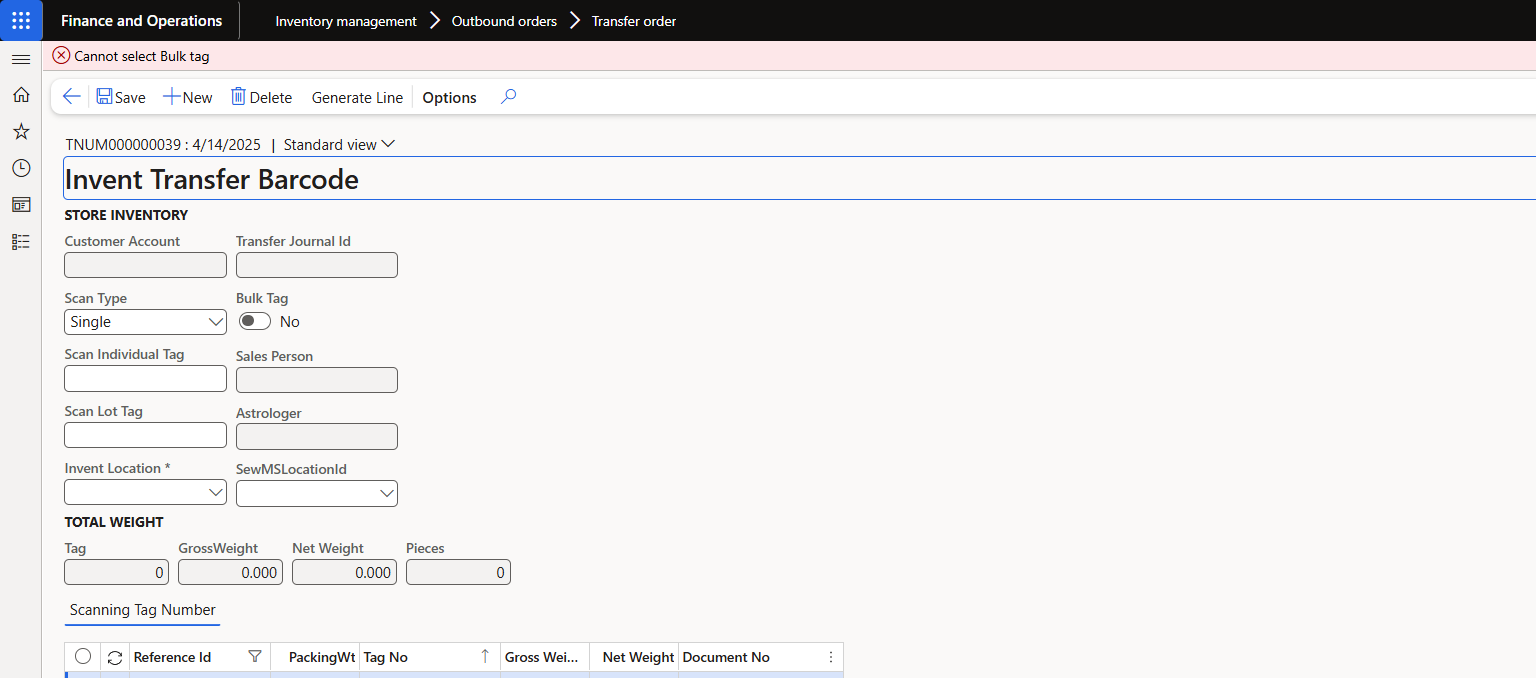 Finance and Operations Inventory management Outbound orders Transfer order
Cannot select Bulk tag
Save New Delete Generate Line Options
TNUM000000039 : 4/14/2025 | Standard view
Invent Transfer Barcode
STORE INVENTORY
Customer Account Transfer Journal Id
Scan Type Bulk Tag
Single No
Scan Individual Tag Sales Person
Scan Lot Tag Astrologer
Invent Location * SewMSLocationId
TOTAL WEIGHT
Tag GrossWeight Net Weight Pieces
0 0.000 0.000 0
Scanning Tag Number
Reference Id PackingWt Tag No Gross Wei... Net Weight Document No